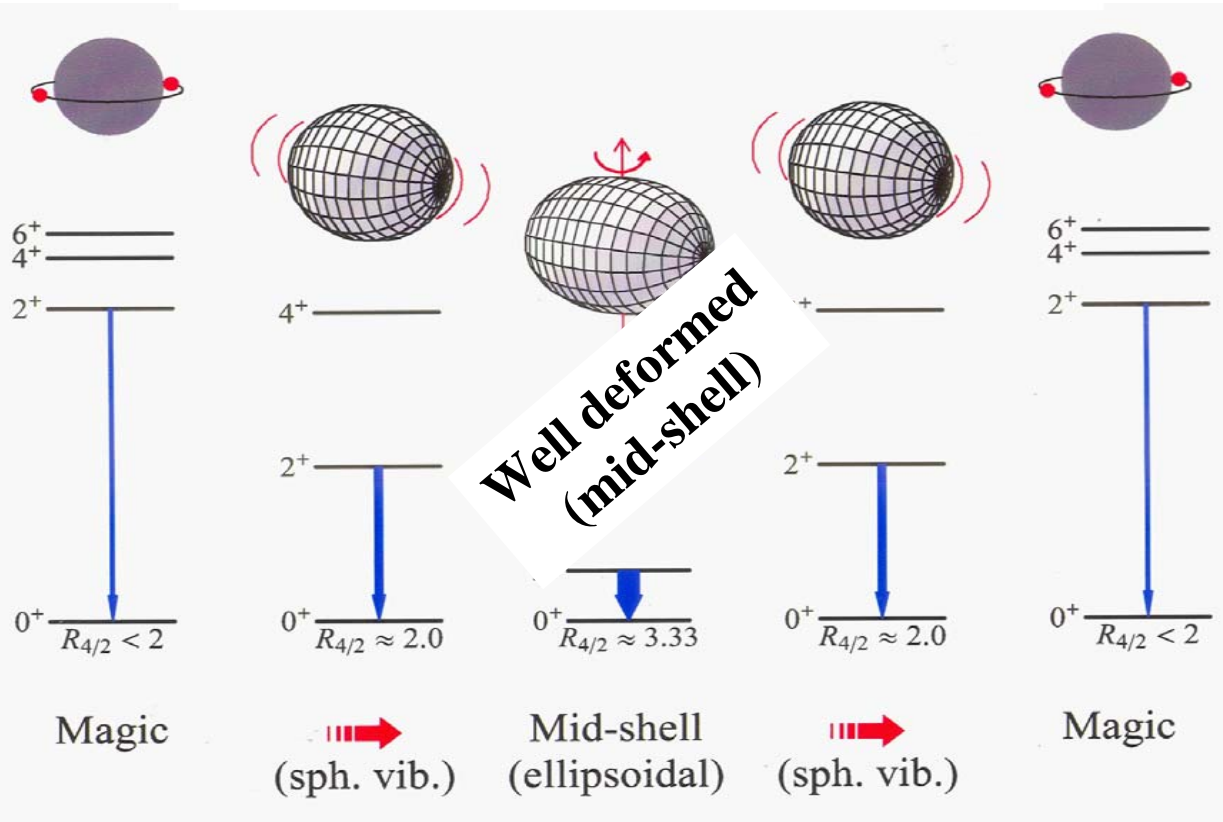 6⁺
4⁺
2⁺
0⁺
R₄/₂ < 2
Magic
4⁺
2⁺
0⁺
R₄/₂ ≈ 2.0
(sph. vib.)
Well deformed
(mid-shell)
0⁺
R₄/₂ ≈ 3.33
Mid-shell
(ellipsoidal)
⁺
2⁺
0⁺
R₄/₂ ≈ 2.0
(sph. vib.)
6⁺
4⁺
2⁺
0⁺
R₄/₂ < 2
Magic